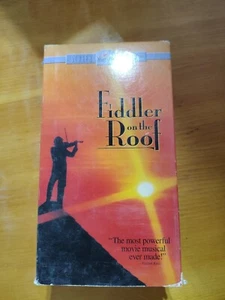 Fiddler
on the
Roof
"The most powerful
movie musical
ever made!"